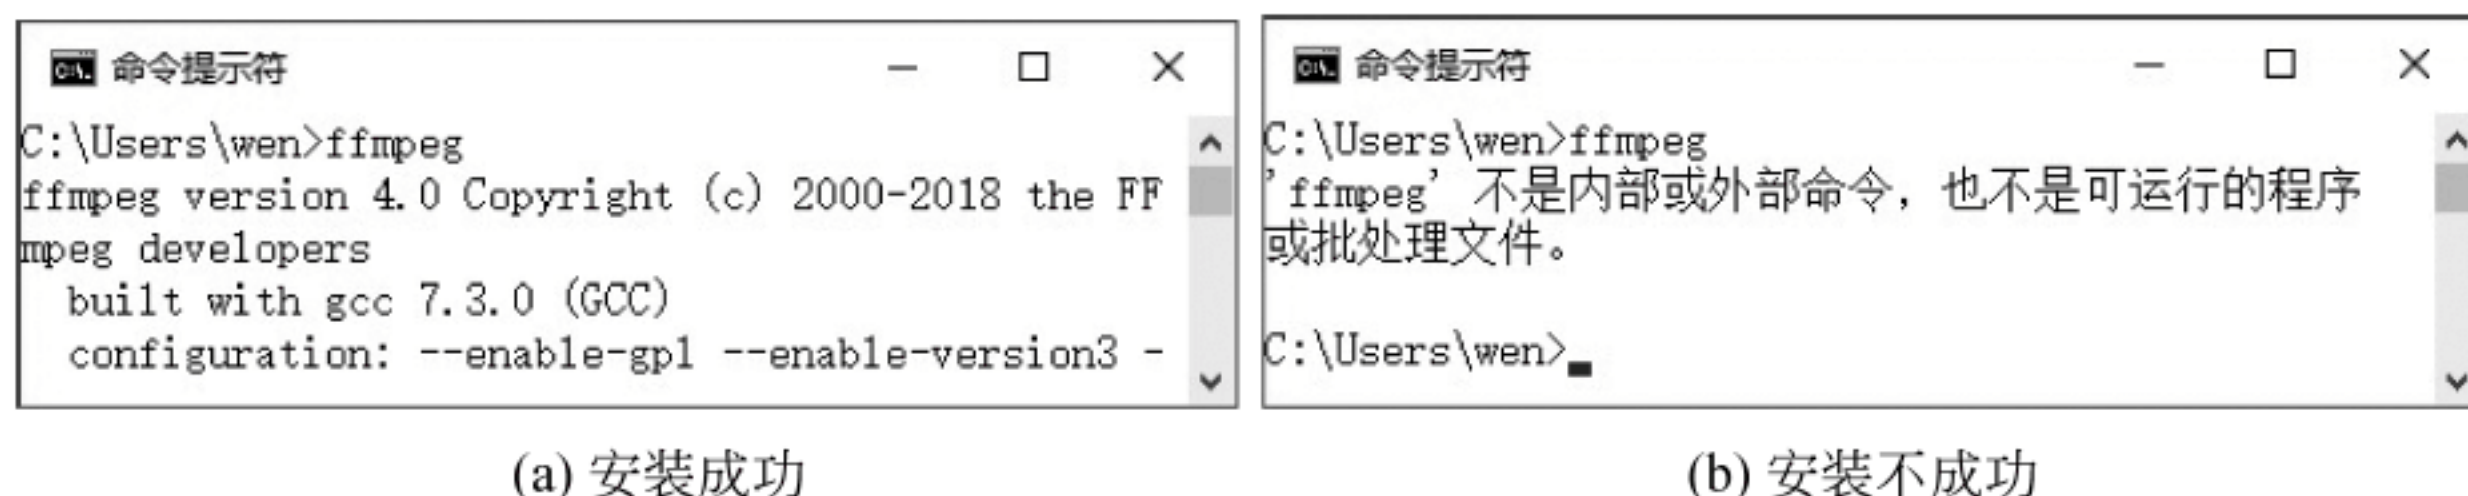 命令提示符
C:\Users\wen>ffmpeg
ffmpeg version 4.0 Copyright (c) 2000-2018 the FF
mpeg developers
  built with gcc 7.3.0 (GCC)
  configuration: --enable-gpl --enable-version3 -
(a) 安装成功
命令提示符
C:\Users\wen>ffmpeg
'ffmpeg' 不是内部或外部命令，也不是可运行的程序
或批处理文件。
C:\Users\wen>
(b) 安装不成功